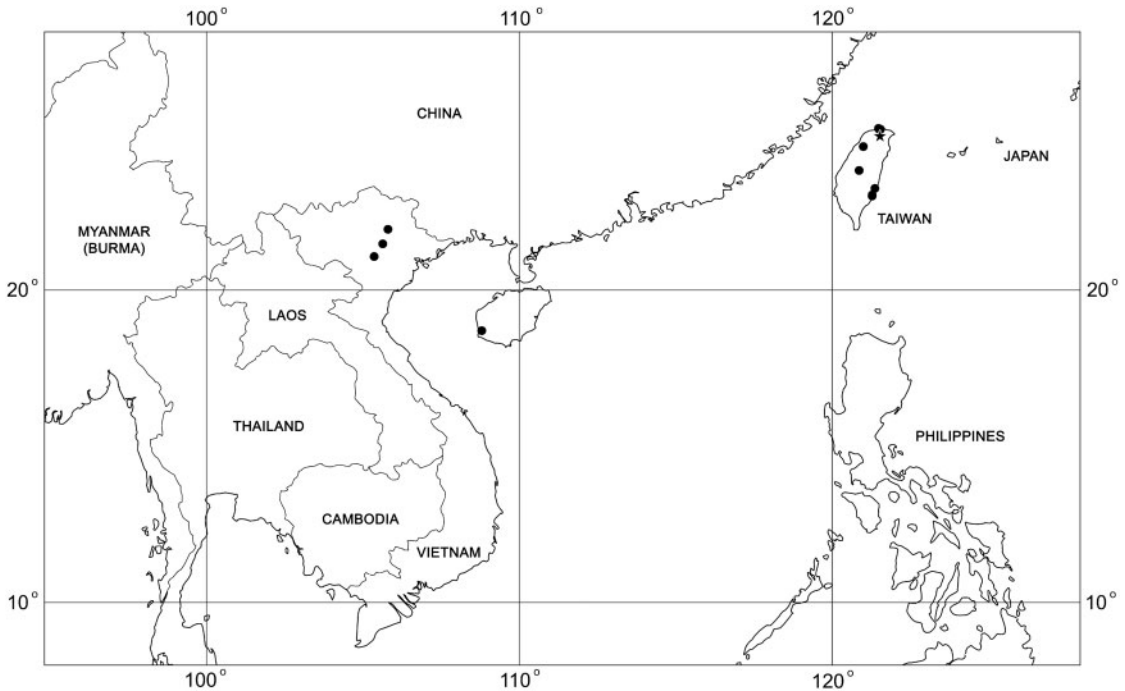 100°
110°
120°
CHINA
JAPAN
TAIWAN
MYANMAR
(BURMA)
20°
20°
LAOS
THAILAND
PHILIPPINES
CAMBODIA
VIETNAM
10°
10°
100°
110°
120°